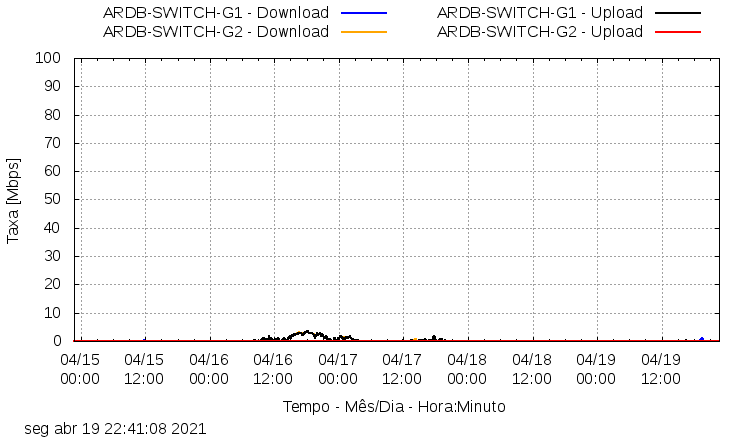 ARDB-SWITCH-G1 - Download ARDB-SWITCH-G1 - Upload
ARDB-SWITCH-G2 - Download ARDB-SWITCH-G2 - Upload
100
90
80
70
60
50
40
30
20
10
0
Taxa [Mbps]
04/15 04/15 04/16 04/16 04/17 04/17 04/18 04/18 04/19 04/19
00:00 12:00 00:00 12:00 00:00 12:00 00:00 12:00 00:00 12:00
Tempo - Mês/Dia - Hora:Minuto
seg abr 19 22:41:08 2021